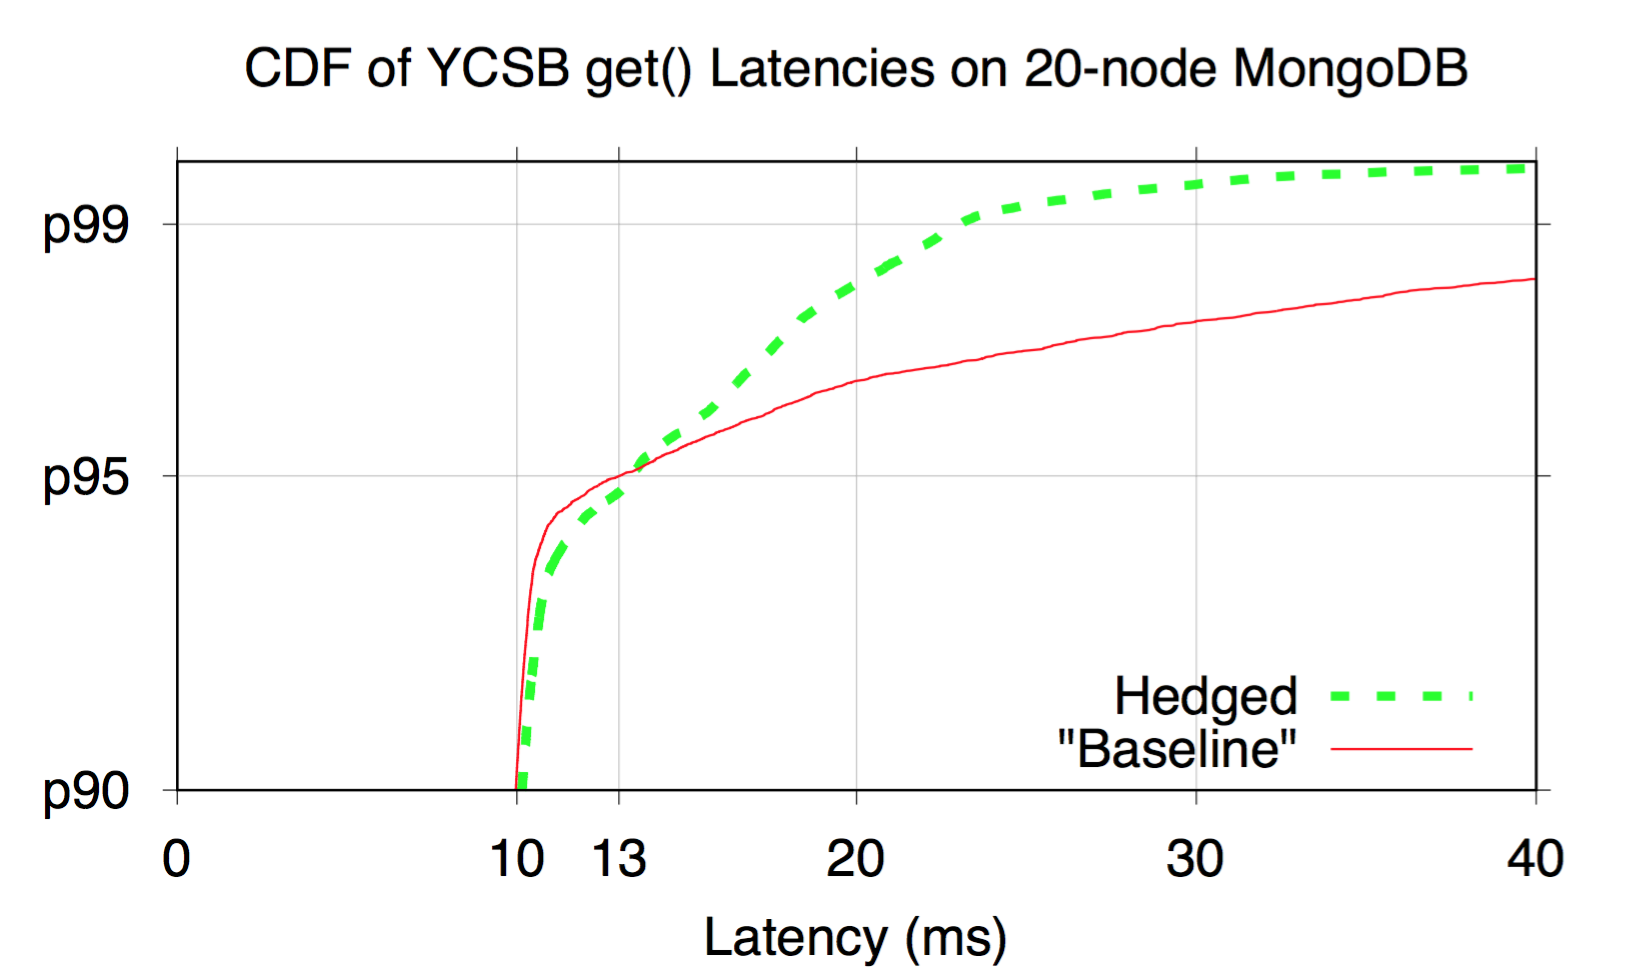 CDF of YCSB get() Latencies on 20-node MongoDB
p99
p95
p90
Hedged
"Baseline"
0 10 13 20 30 40
Latency (ms)